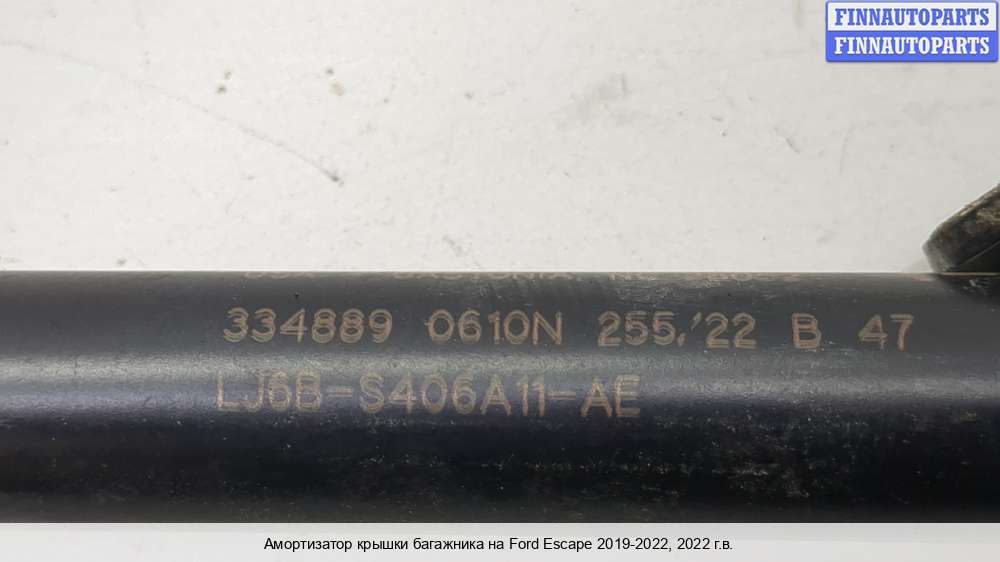 FINNAUTOPARTS
FINNAUTOPARTS
334889 0610N 255,'22 B 47
LJ6B-S406A11-AE
Амортизатор крышки багажника на Ford Escape 2019-2022, 2022 г.в.